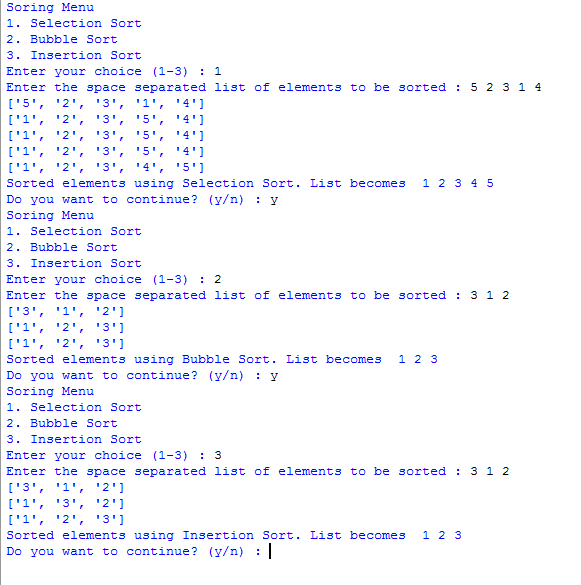 Soring Menu
1. Selection Sort
2. Bubble Sort
3. Insertion Sort
Enter your choice (1-3) : 1
Enter the space separated list of elements to be sorted : 5 2 3 1 4
['5', '2', '3', '1', '4']
['1', '2', '3', '5', '4']
['1', '2', '3', '5', '4']
['1', '2', '3', '5', '4']
['1', '2', '3', '4', '5']
Sorted elements using Selection Sort. List becomes  1 2 3 4 5
Do you want to continue? (y/n) : y
Soring Menu
1. Selection Sort
2. Bubble Sort
3. Insertion Sort
Enter your choice (1-3) : 2
Enter the space separated list of elements to be sorted : 3 1 2
['3', '1', '2']
['1', '2', '3']
['1', '2', '3']
Sorted elements using Bubble Sort. List becomes  1 2 3
Do you want to continue? (y/n) : y
Soring Menu
1. Selection Sort
2. Bubble Sort
3. Insertion Sort
Enter your choice (1-3) : 3
Enter the space separated list of elements to be sorted : 3 1 2
['3', '1', '2']
['1', '3', '2']
['1', '2', '3']
Sorted elements using Insertion Sort. List becomes  1 2 3
Do you want to continue? (y/n) :